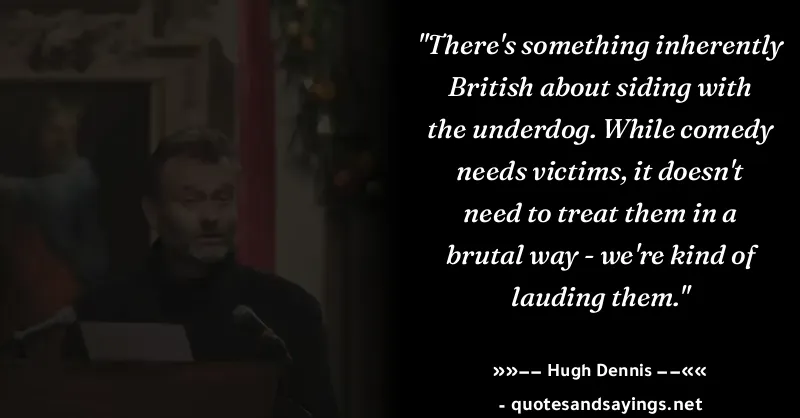 "There's something inherently
British about siding with
the underdog. While comedy
needs victims, it doesn't
need to treat them in a
brutal way - we're kind of
lauding them."
»»−− Hugh Dennis −−««
- quotesandsayings.net